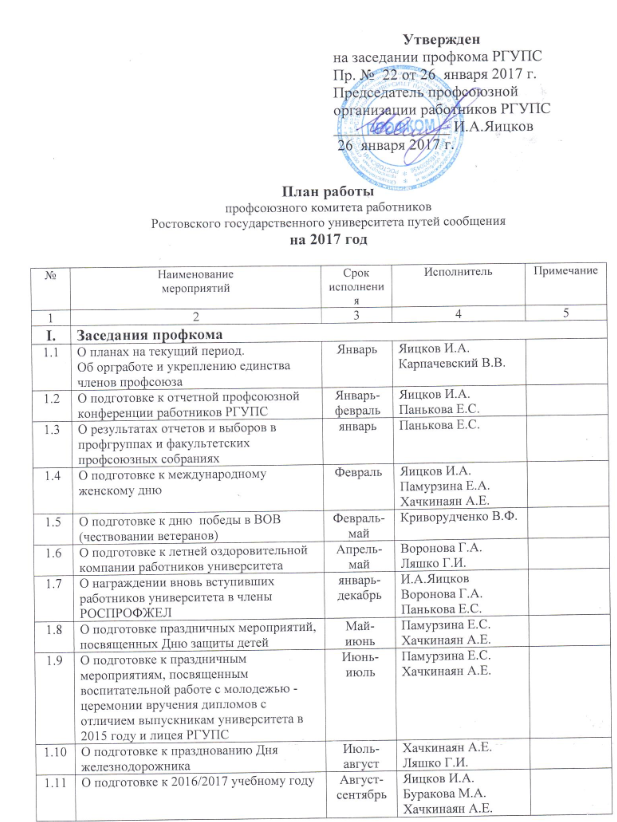 Утвержден
на заседании профкома РГУПС
Пр. № 22 от 26 января 2017 г.
Председатель профсоюзной
организации работников РГУПС
И.А.Яицков
26 января 2017 г.
План работы
профсоюзного комитета работников
Ростовского государственного университета путей сообщения
на 2017 год
№ Наименование Срок Исполнитель Примечание
мероприятий исполнени
я
1 2 3 4 5
I. Заседания профкома
1.1 О планах на текущий период. Январь Яицков И.А.
Об оргработе и укреплению единства Карпачевский В.В.
членов профсоюза
1.2 О подготовке к отчетной профсоюзной Январь- Яицков И.А.
конференции работников РГУПС февраль Панькова Е.С.
1.3 О результатах отчетов и выборов в январь Панькова Е.С.
профгруппах и факультетских
профсоюзных собраниях
1.4 О подготовке к международному Февраль Яицков И.А.
женскому дню Памурзина Е.А.
Хачкинаян А.Е.
1.5 О подготовке к дню победы в ВОВ Февраль- Криворудченко В.Ф.
(чествовании ветеранов) май
1.6 О подготовке к летней оздоровительной Апрель- Воронова Г.А.
компании работников университета май Ляшко Г.И.
1.7 О награждении вновь вступивших январь- И.А.Яицков
работников университета в члены декабрь Воронова Г.А.
РОСПРОФЖЕЛ Панькова Е.С.
1.8 О подготовке праздничных мероприятий, Май- Памурзина Е.С.
посвященных Дню защиты детей июнь Хачкинаян А.Е.
1.9 О подготовке к праздничным Июнь- Памурзина Е.С.
мероприятиям, посвященным июль Хачкинаян А.Е.
воспитательной работе с молодежью -
церемонии вручения дипломов с
отличием выпускникам университета в
2015 году и лицея РГУПС
1.10 О подготовке к празднованию Дня Июль- Хачкинаян А.Е.
железнодорожника август Ляшко Г.И.
1.11 О подготовке к 2016/2017 учебному году Август- Яицков И.А.
сентябрь Буракова М.А.
Хачкинаян А.Е.